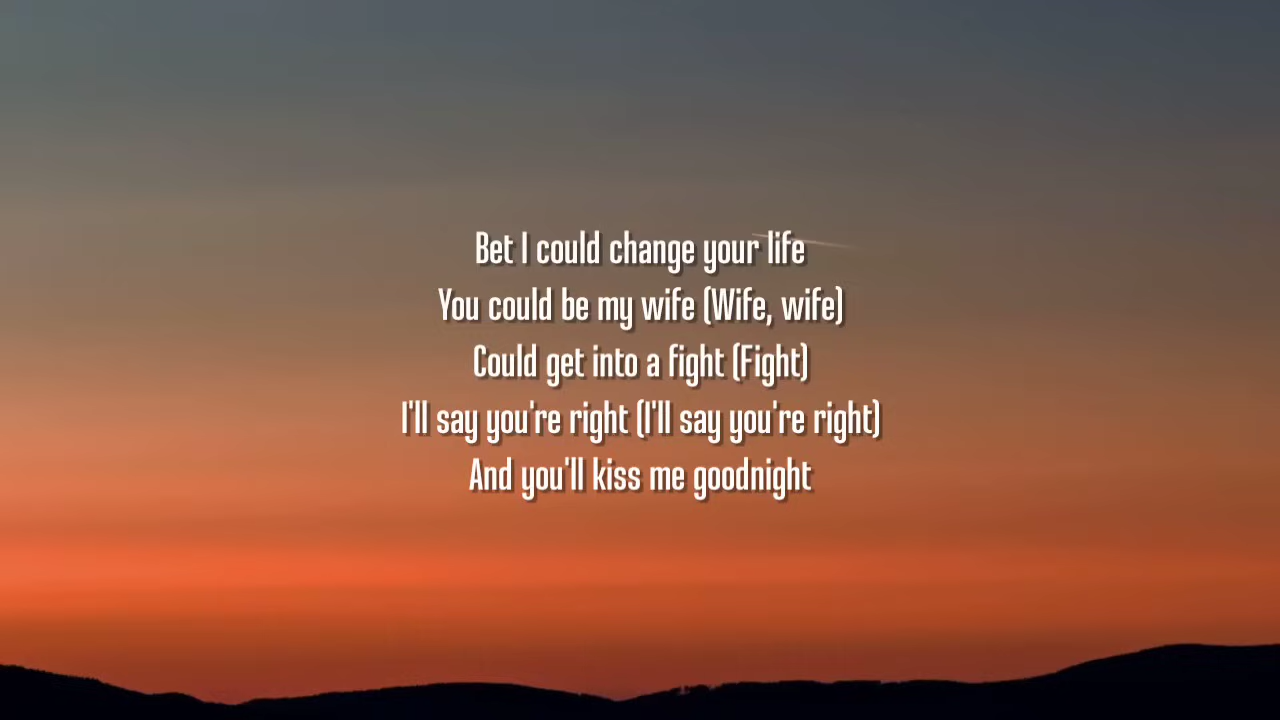 Bet I could change your life
You could be my wife (Wife, wife)
Could get into a fight (Fight)
I'll say you're right (I'll say you're right)
And you'll kiss me goodnight